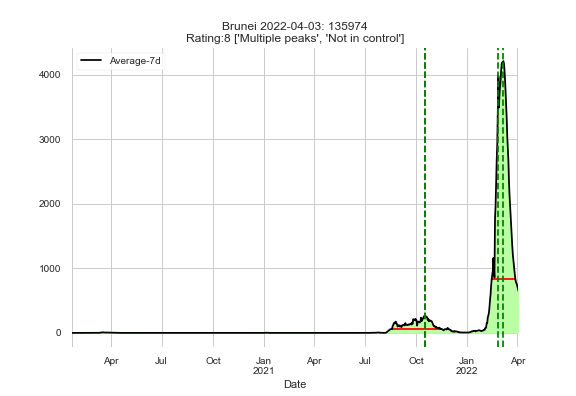 Brunei 2022-04-03: 135974
Rating:8 ['Multiple peaks', 'Not in control']
Average-7d
4000
3000
2000
1000
0
Apr Jul Oct Jan Apr Jul Oct Jan Apr
2021 2022
Date